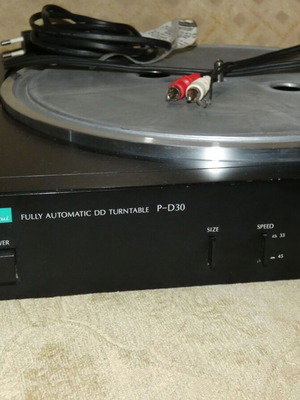 FULLY AUTOMATIC DD TURNTABLE P-D30
SIZE
SPEED
33
45